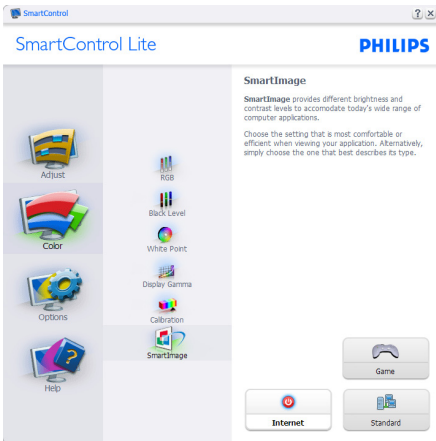 SmartControl
SmartControl Lite
PHILIPS
Adjust
Color
Options
Help
RGB
Black Level
White Point
Display Gamma
Calibration
SmartImage
SmartImage
SmartImage provides different brightness and
contrast levels to accomodate today's wide range of
computer applications.
Choose the setting that is most comfortable or
efficient when viewing your application. Alternatively,
simply choose the one that best describes its type.
Game
Internet
Standard